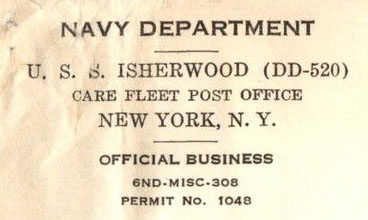 NAVY DEPARTMENT
U. S. S. ISHERWOOD (DD-520)
CARE FLEET POST OFFICE
NEW YORK, N. Y.
OFFICIAL BUSINESS
6ND-MISC-308
PERMIT No. 1048